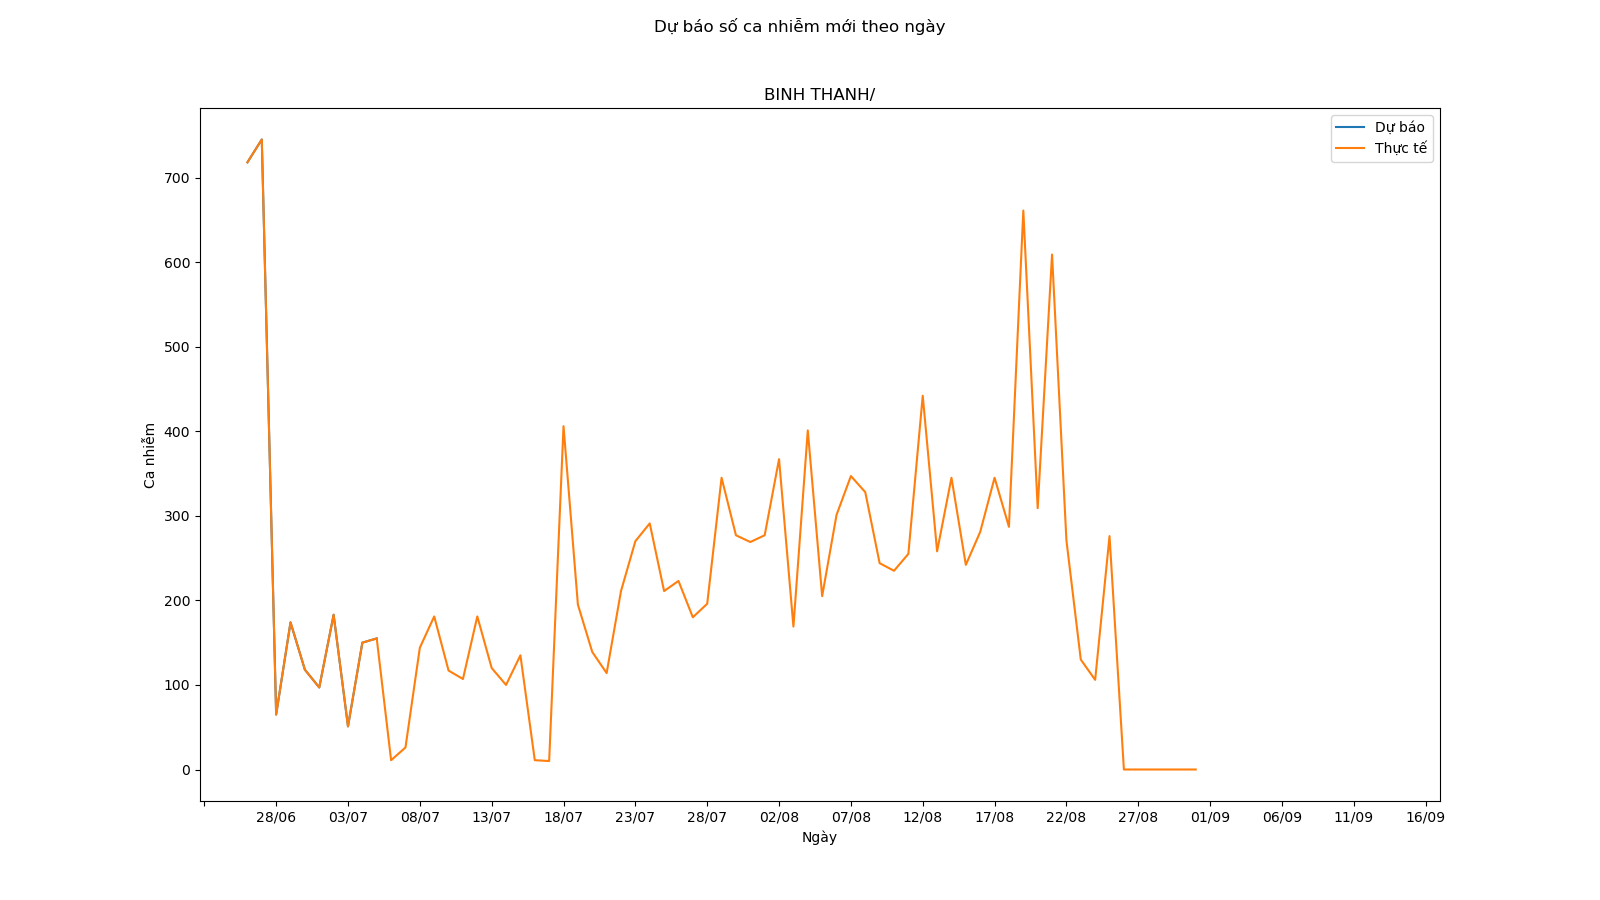 Dự báo số ca nhiễm mới theo ngày
BINH THANH/
Dự báo
Thực tế
Ca nhiễm
700
600
500
400
300
200
100
0
28/06 03/07 08/07 13/07 18/07 23/07 28/07 02/08 07/08 12/08 17/08 22/08 27/08 01/09 06/09 11/09 16/09
Ngày